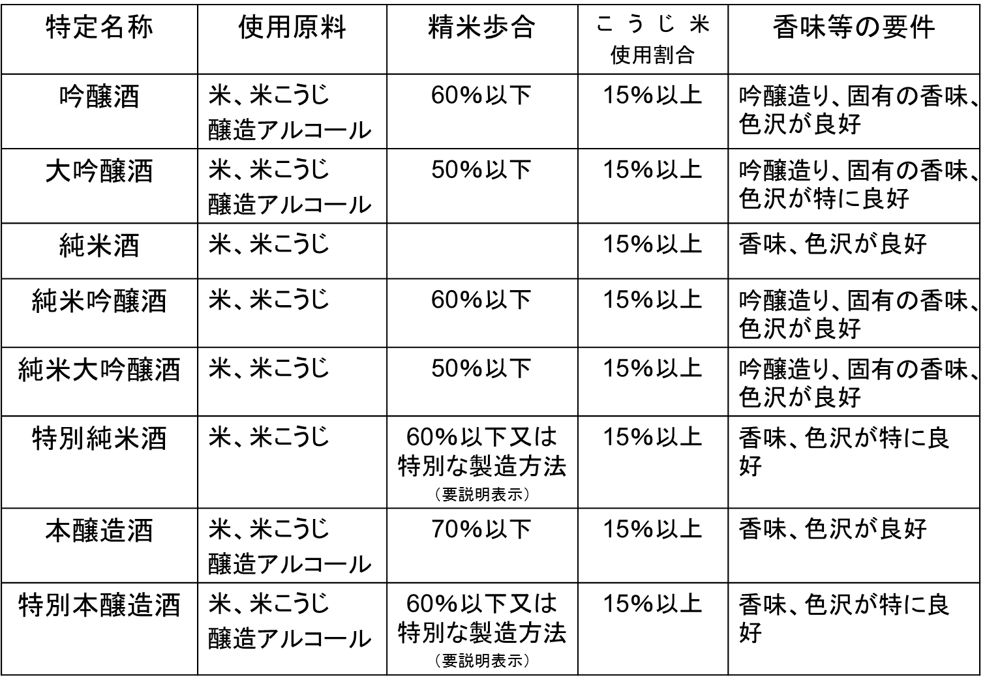 特定名称 使用原料 精米歩合 こうじ米 香味等の要件
使用割合
吟醸酒 米、米こうじ 60%以下 15%以上 吟醸造り、固有の香味、
醸造アルコール 色沢が良好
大吟醸酒 米、米こうじ 50%以下 15%以上 吟醸造り、固有の香味、
醸造アルコール 色沢が特に良好
純米酒 米、米こうじ 15%以上 香味、色沢が良好
純米吟醸酒 米、米こうじ 60%以下 15%以上 吟醸造り、固有の香味、
色沢が良好
純米大吟醸酒 米、米こうじ 50%以下 15%以上 吟醸造り、固有の香味、
色沢が良好
特別純米酒 米、米こうじ 60%以下又は 15%以上 香味、色沢が特に良
特別な製造方法 好
（要説明表示）
本醸造酒 米、米こうじ 70%以下 15%以上 香味、色沢が良好
醸造アルコール
特別本醸造酒 米、米こうじ 60%以下又は 15%以上 香味、色沢が特に良
醸造アルコール 特別な製造方法 好
（要説明表示）